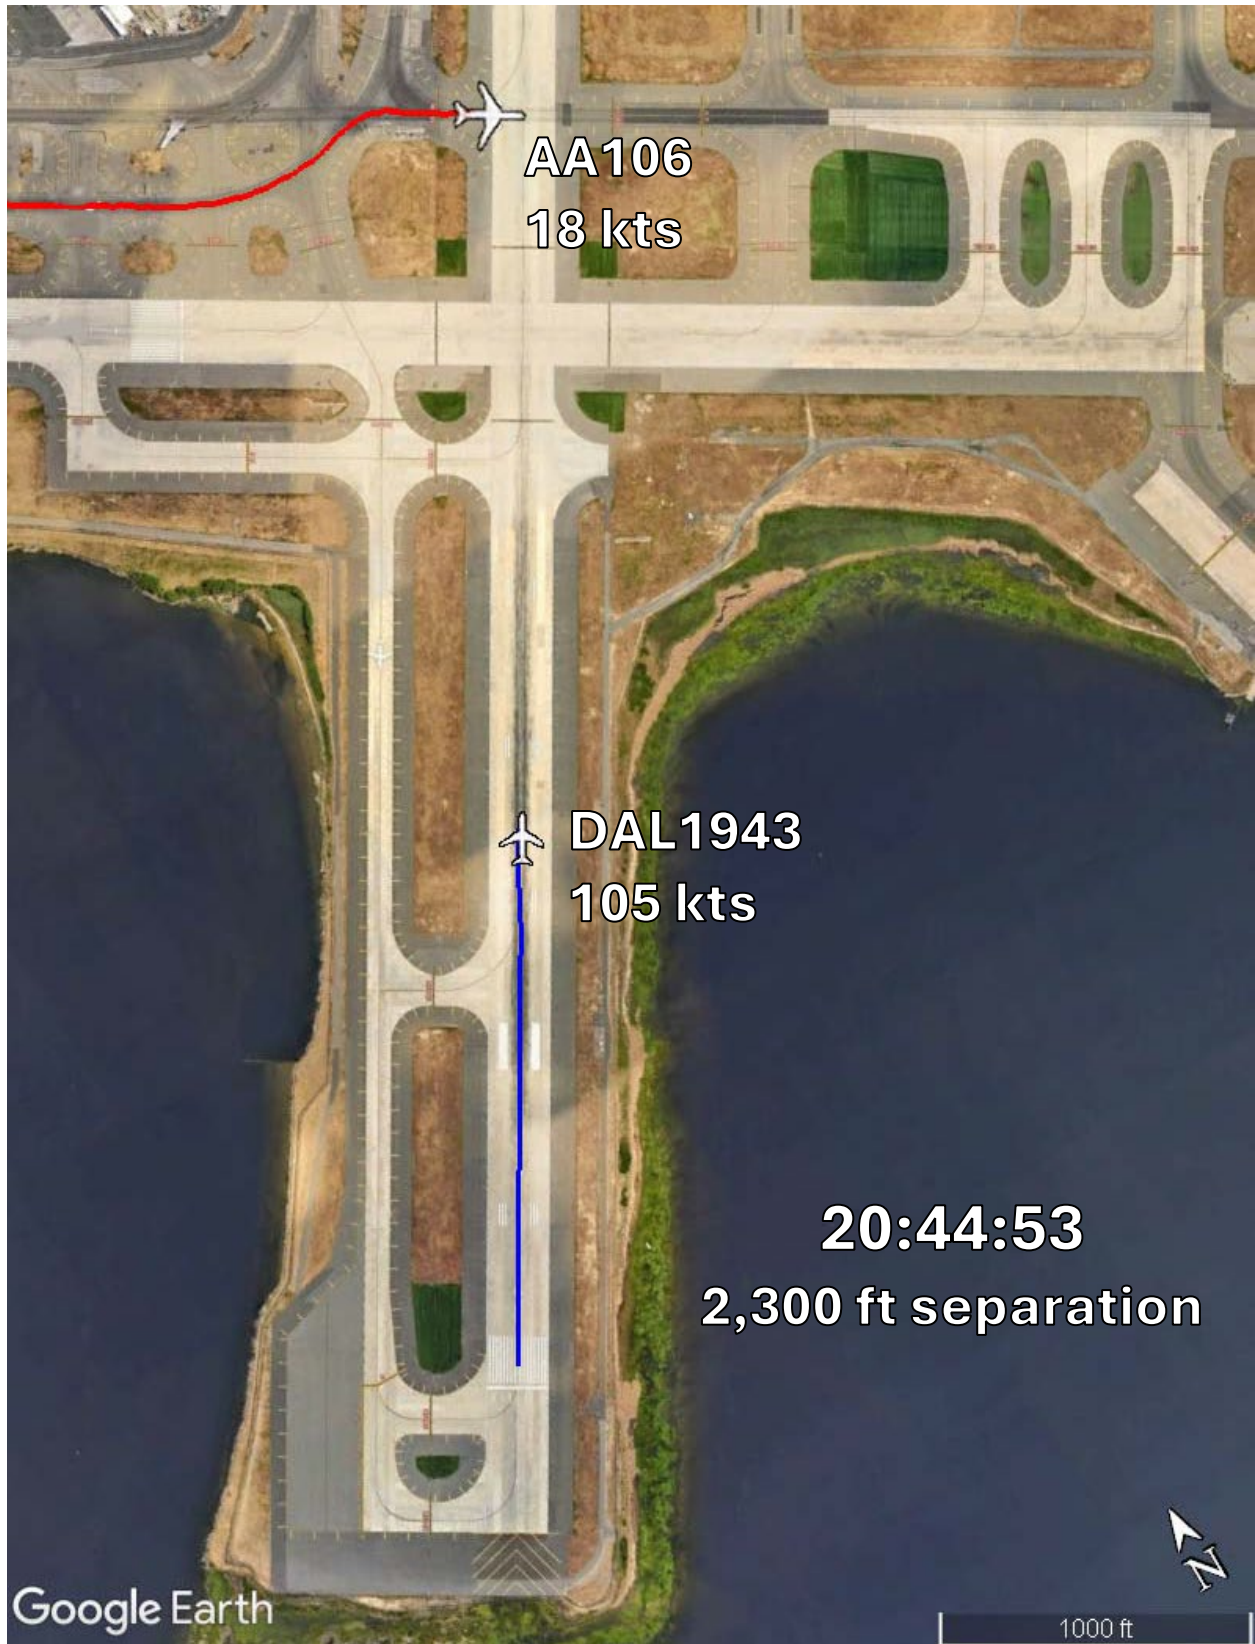 AA106
18 kts
DAL1943
105 kts
20:44:53
2,300 ft separation
N
Google Earth
1000 ft